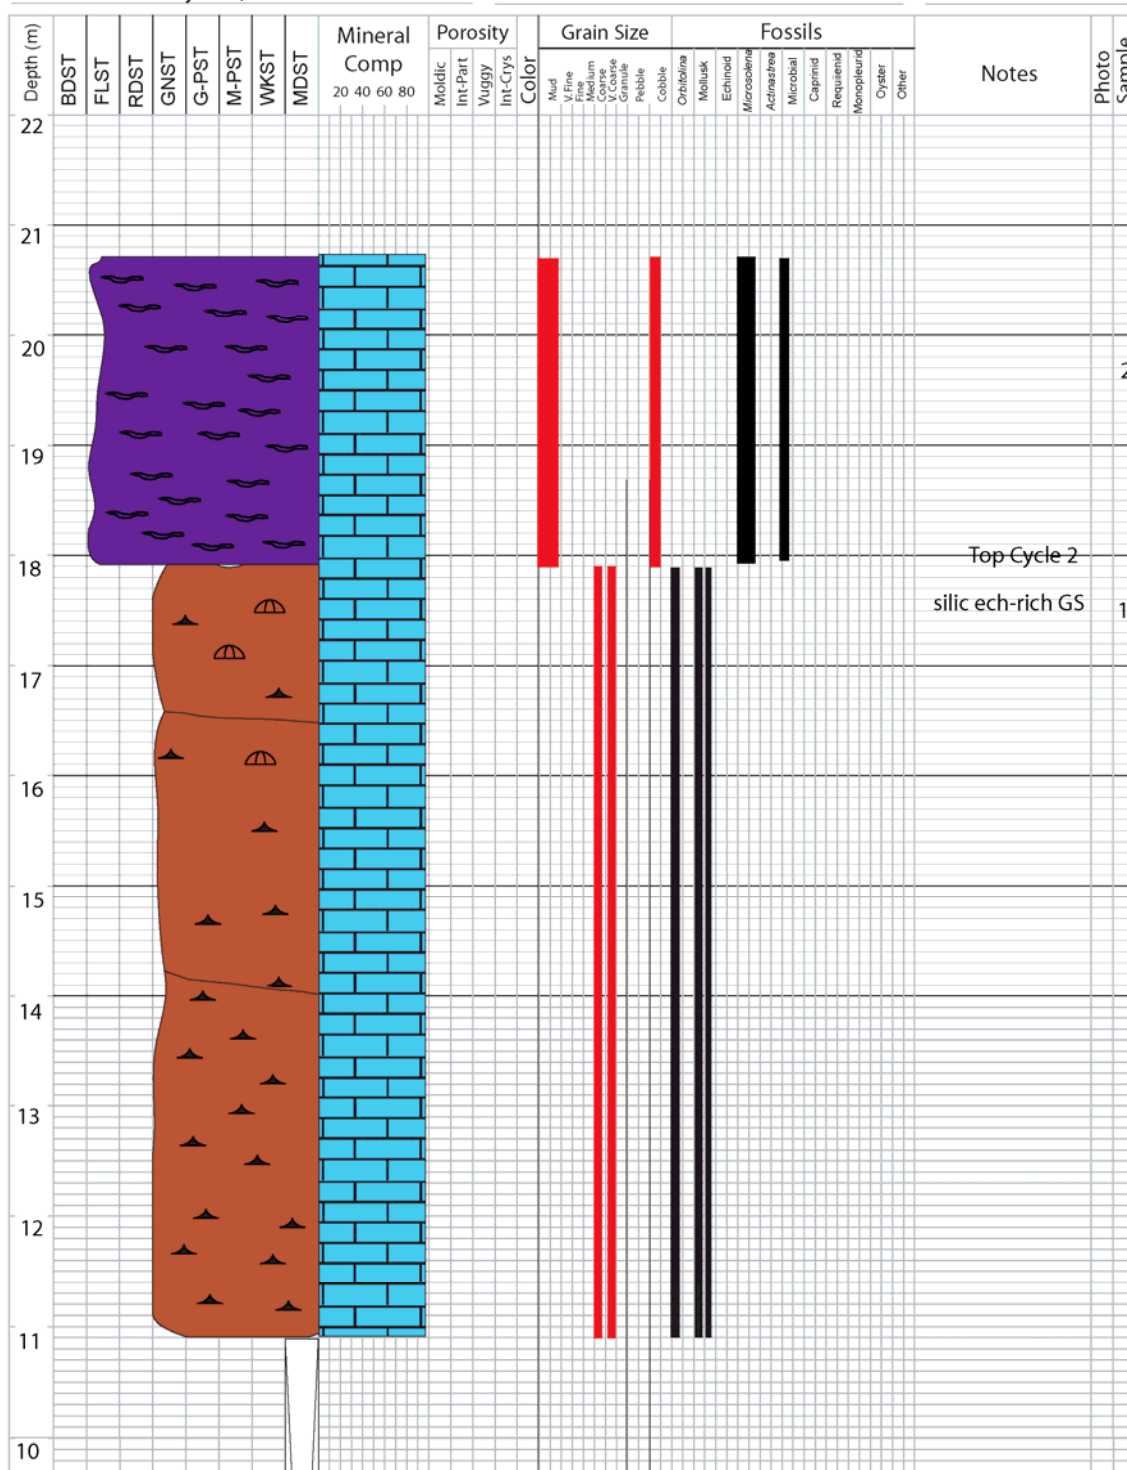 Depth (m)
BDST
FLST
RDST
GNST
G-PST
M-PST
WKST
MDST
Mineral
Comp
20 40 60 80
Porosity
Moldic
Int-Part
Vuggy
Int-Crys
Color
Grain Size
Mud
V. Fine
Fine
Medium
Coarse
V. Coarse
Granule
Pebble
Cobble
Fossils
Orbitolina
Mollusk
Echinoid
Microsolena
Actinastrea
Microbial
Caprinid
Requienid
Monopleurid
Oyster
Other
Notes
Photo
Sample
22
21
20
2
19
18
Top Cycle 2
silic ech-rich GS
1
17
16
15
14
13
12
11
10